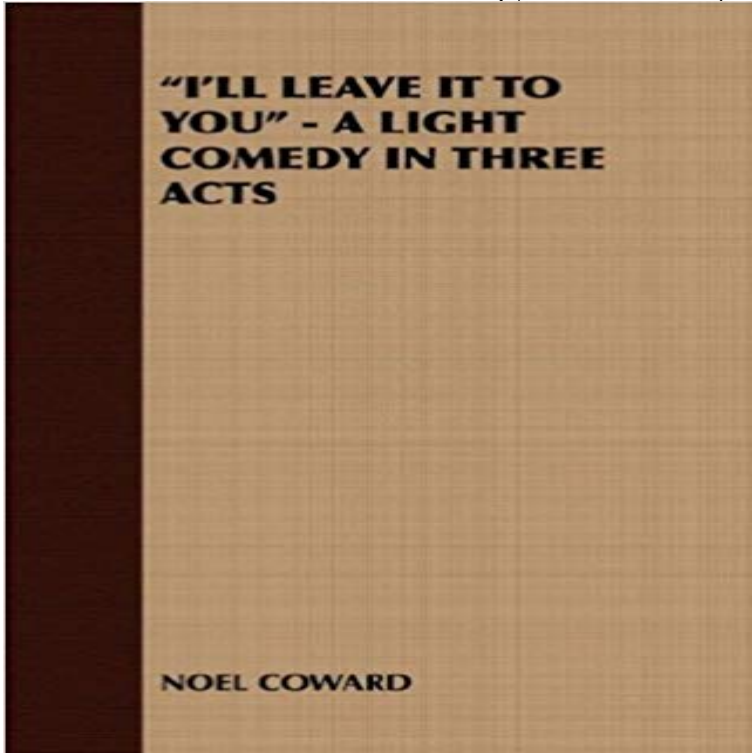 “I’LL LEAVE IT TO
YOU” - A LIGHT
COMEDY IN THREE
ACTS
NOEL COWARD